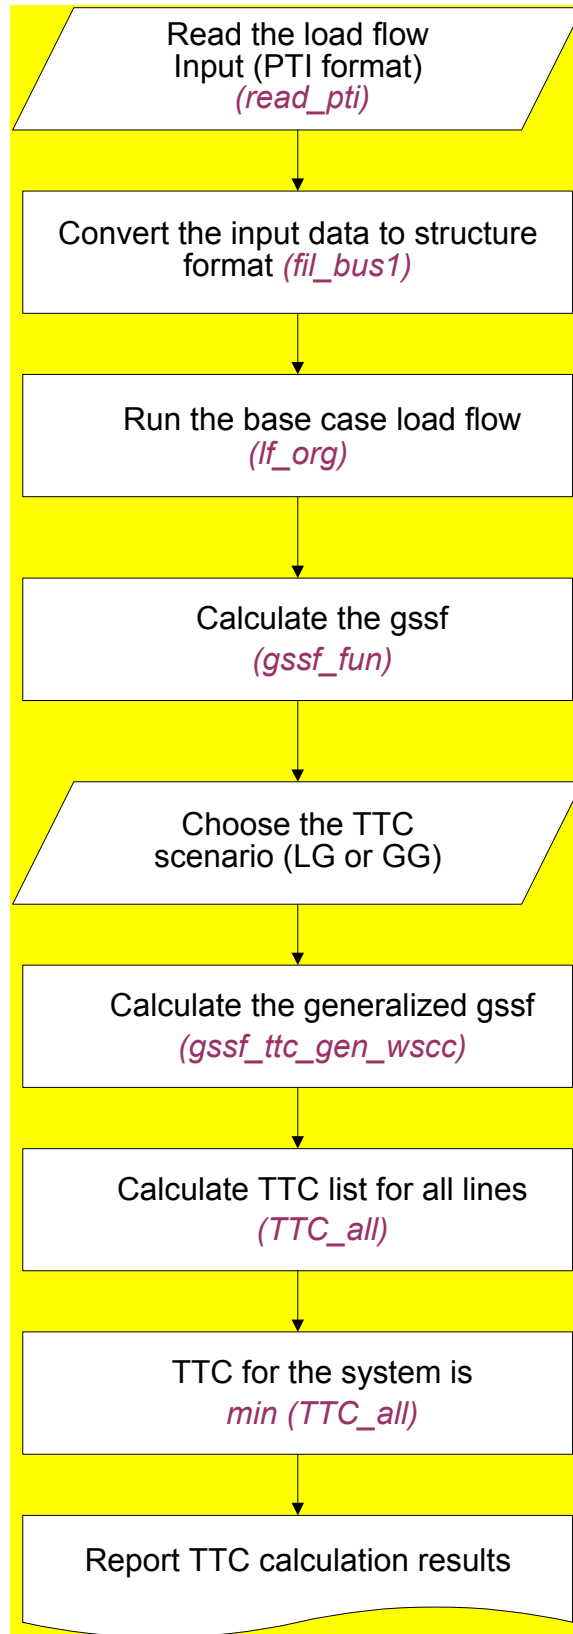 Read the load flow
Input (PTI format)
(read_pti)
Convert the input data to structure
format (fil_bus1)
Run the base case load flow
(lf_org)
Calculate the gssf
(gssf_fun)
Choose the TTC
scenario (LG or GG)
Calculate the generalized gssf
(gssf_ttc_gen_wscc)
Calculate TTC list for all lines
(TTC_all)
TTC for the system is
min (TTC_all)
Report TTC calculation results